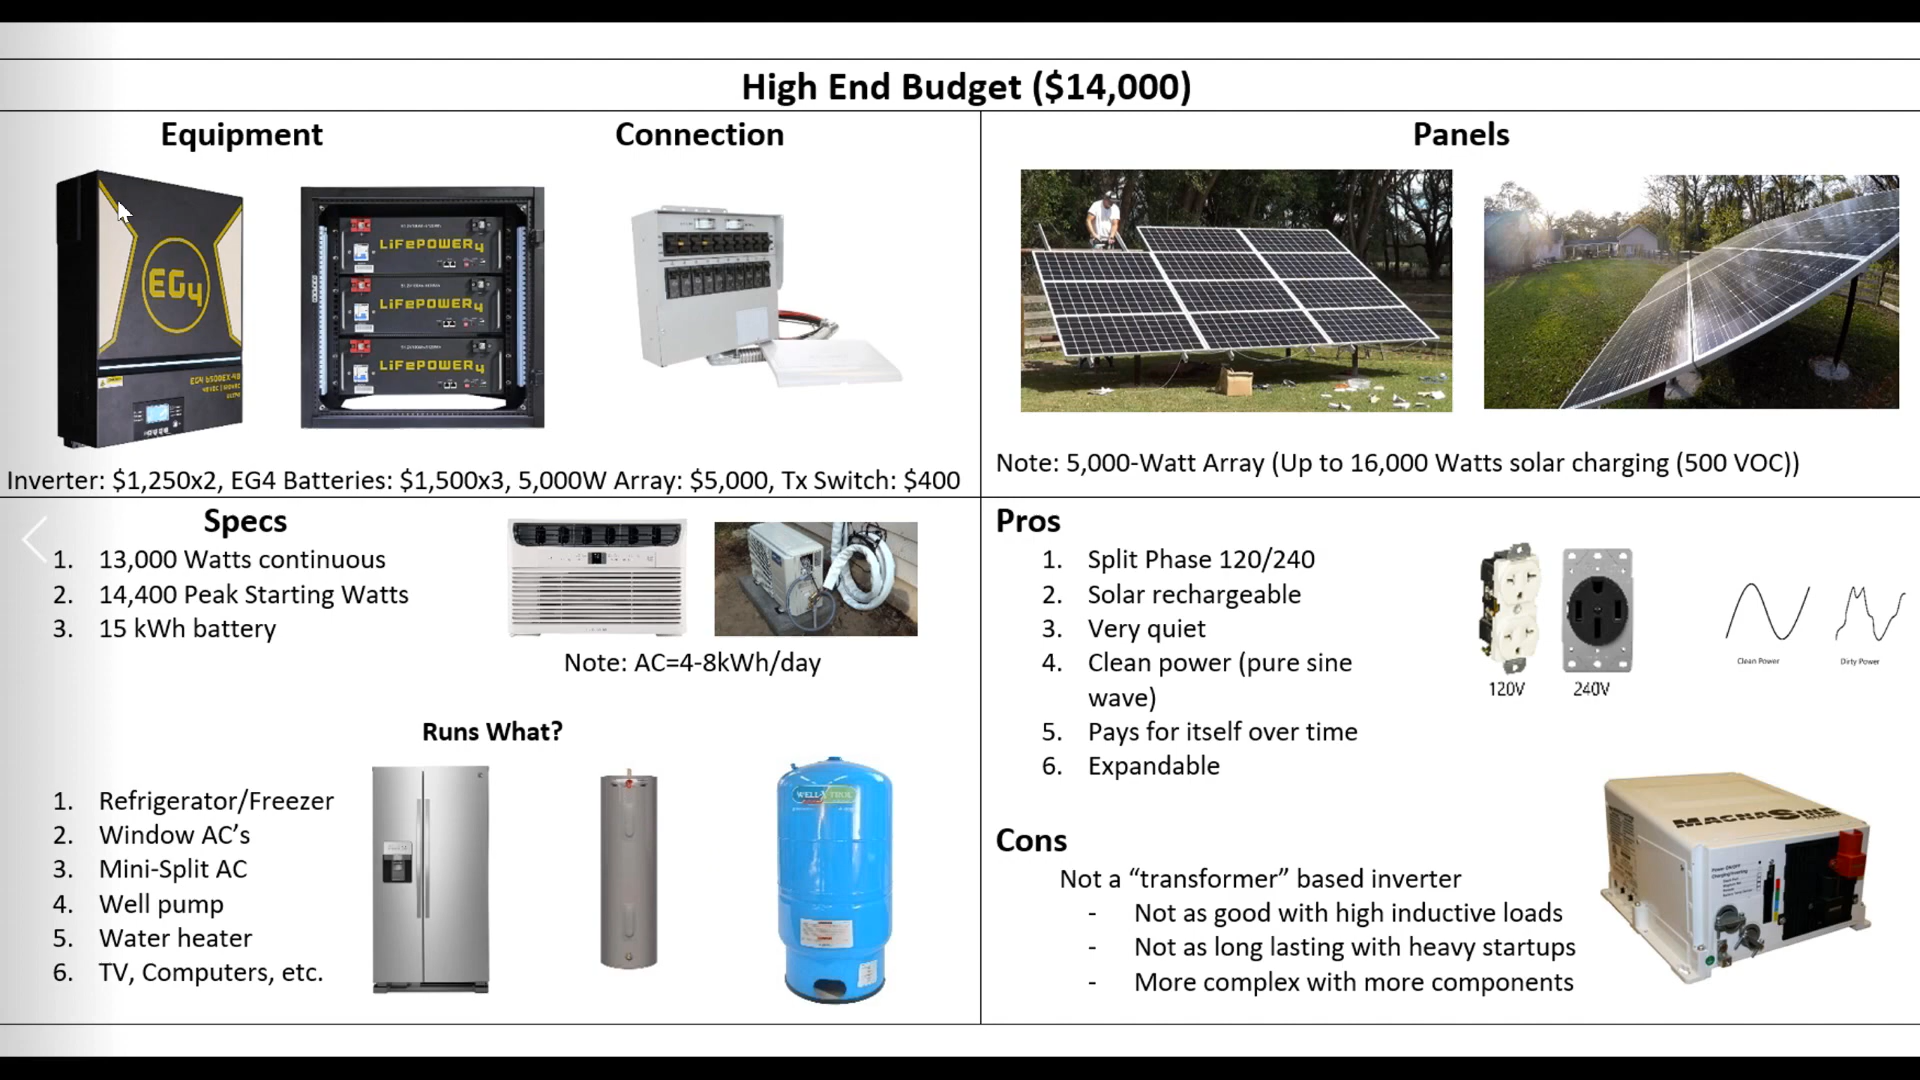 High End Budget ($14,000)
Equipment
Connection
EG4
EG4 6500EX-48
LiFePOWER4
LiFePOWER4
LiFePOWER4
Inverter: $1,250x2, EG4 Batteries: $1,500x3, 5,000W Array: $5,000, Tx Switch: $400
Panels
Note: 5,000-Watt Array (Up to 16,000 Watts solar charging (500 VOC))
Specs
1. 13,000 Watts continuous
2. 14,400 Peak Starting Watts
3. 15 kWh battery
Note: AC=4-8kWh/day
Runs What?
1. Refrigerator/Freezer
2. Window AC’s
3. Mini-Split AC
4. Well pump
5. Water heater
6. TV, Computers, etc.
WELL-X-TROL
Pros
1. Split Phase 120/240
2. Solar rechargeable
3. Very quiet
4. Clean power (pure sine
wave)
5. Pays for itself over time
6. Expandable
120V
240V
Clean Power
Dirty Power
Cons
Not a “transformer” based inverter
- Not as good with high inductive loads
- Not as long lasting with heavy startups
- More complex with more components
MAGNASINE